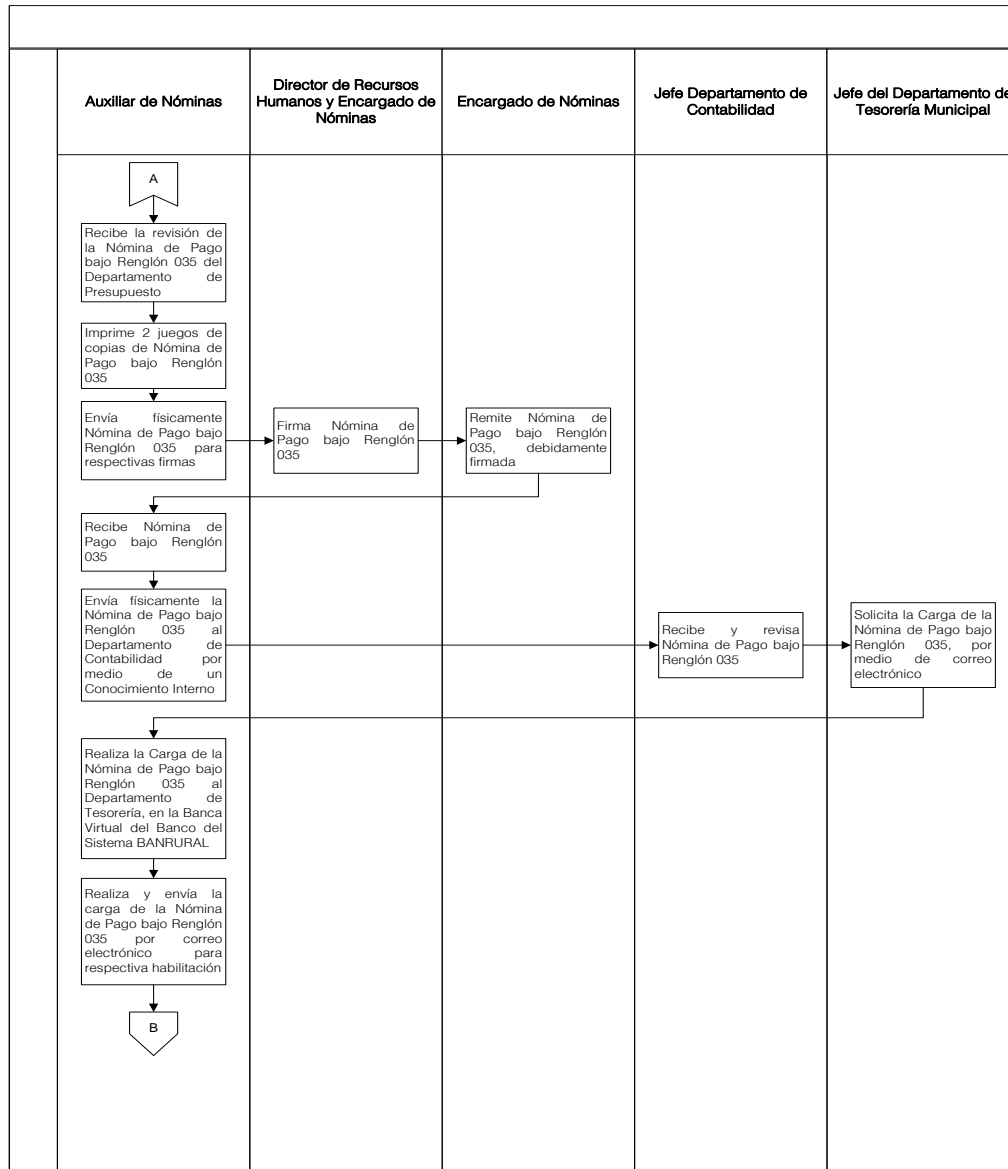 Auxiliar de Nóminas
Director de Recursos
Humanos y Encargado de
Nóminas
Encargado de Nóminas
Jefe Departamento de
Contabilidad
Jefe del Departamento de
Tesorería Municipal
A
Recibe la revisión de
la Nómina de Pago
bajo Renglón 035 del
Departamento de
Presupuesto
Imprime 2 juegos de
copias de Nómina de
Pago bajo Renglón
035
Envía físicamente
Nómina de Pago bajo
Renglón 035 para
respectivas firmas
Firma Nómina de
Pago bajo Renglón
035
Remite Nómina de
Pago bajo Renglón
035, debidamente
firmada
Recibe Nómina de
Pago bajo Renglón
035
Envía físicamente la
Nómina de Pago bajo
Renglón 035 al
Departamento de
Contabilidad por
medio de un
Conocimiento Interno
Recibe y revisa
Nómina de Pago bajo
Renglón 035
Solicita la Carga de la
Nómina de Pago bajo
Renglón 035, por
medio de correo
electrónico
Realiza la Carga de la
Nómina de Pago bajo
Renglón 035 al
Departamento de
Tesorería, en la Banca
Virtual del Banco del
Sistema BANRURAL
Realiza y envía la
carga de la Nómina
de Pago bajo Renglón
035 por correo
electrónico para
respectiva habilitación
B